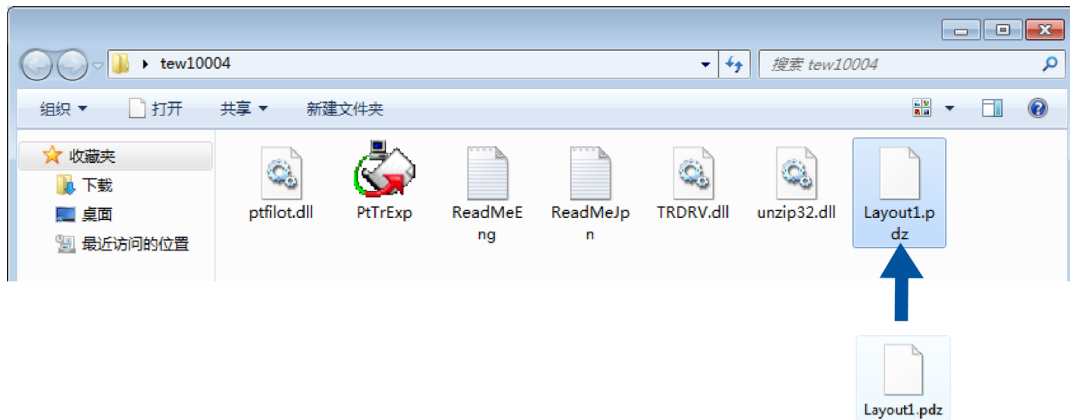 tew10004
搜索 tew10004
组织
打开
共享
新建文件夹
收藏夹
下载
桌面
最近访问的位置
ptfilot.dll
PtTrExp
ReadMeE
ng
ReadMeJp
n
TRDRV.dll
unzip32.dll
Layout1.p
dz
Layout1.pdz